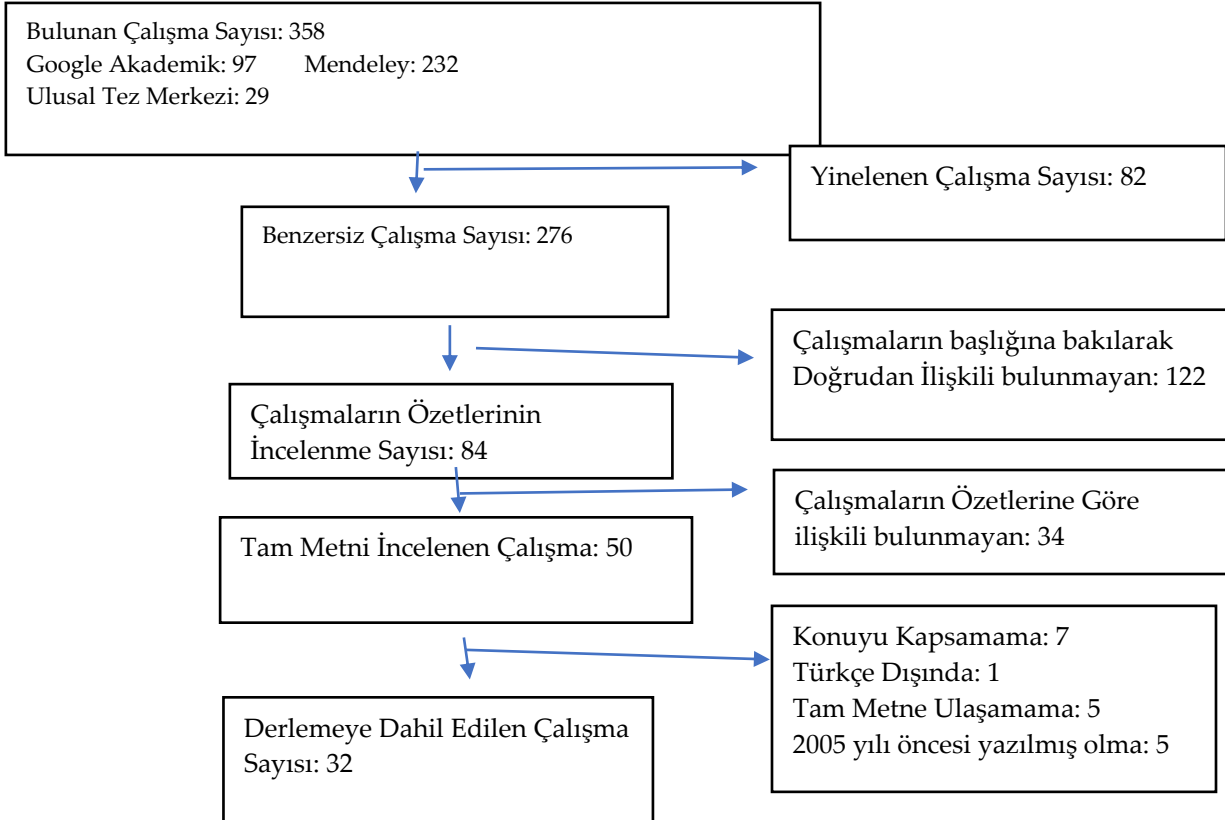 Bulunan Çalışma Sayısı: 358
Google Akademik: 97 Mendeley: 232
Ulusal Tez Merkezi: 29
Yinelenen Çalışma Sayısı: 82
Benzersiz Çalışma Sayısı: 276
Çalışmaların başlığına bakılarak
Doğrudan İlişkili bulunmayan: 122
Çalışmaların Özetlerinin
İncelenme Sayısı: 84
Çalışmaların Özetlerine Göre
ilişkili bulunmayan: 34
Tam Metni İncelenen Çalışma: 50
Konuyu Kapsamama: 7
Türkçe Dışında: 1
Tam Metne Ulaşamama: 5
2005 yılı öncesi yazılmış olma: 5
Derlemeye Dahil Edilen Çalışma
Sayısı: 32